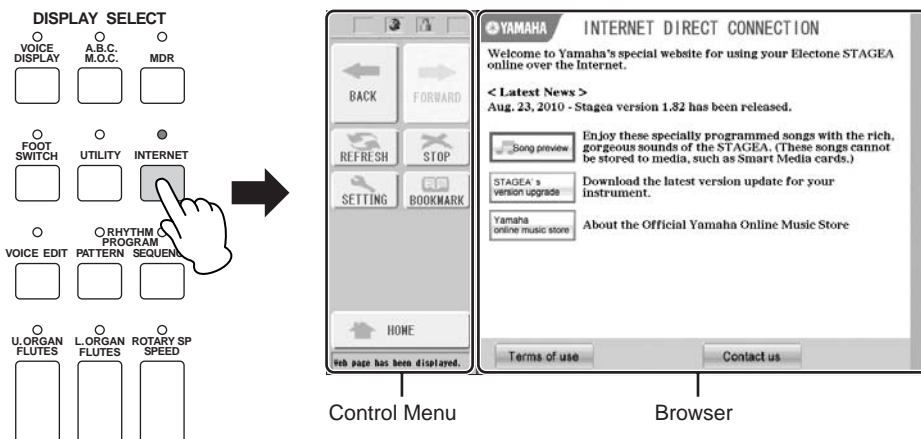 DISPLAY SELECT
VOICE DISPLAY
A.B.C. M.O.C.
MDR
FOOT SWITCH
UTILITY
INTERNET
RHYTHM PROGRAM
VOICE EDIT
PATTERN
SEQUENC
U.ORGAN FLUTES
L.ORGAN FLUTES
ROTARY SP SPEED
BACK
FORWARD
REFRESH
STOP
SETTING
BOOKMARK
HOME
Web page has been displayed.
YAMAHA
INTERNET DIRECT CONNECTION
Welcome to Yamaha's special website for using your Electone STAGEA
online over the Internet.
< Latest News >
Aug. 23, 2010 - Stagea version 1.82 has been released.
Song preview
Enjoy these specially programmed songs with the rich,
gorgeous sounds of the STAGEA. (These songs cannot
be stored to media, such as Smart Media cards.)
STAGEA's
version upgrade
Download the latest version update for your
instrument.
Yamaha
online music store
About the Official Yamaha Online Music Store
Terms of use
Contact us
Control Menu
Browser